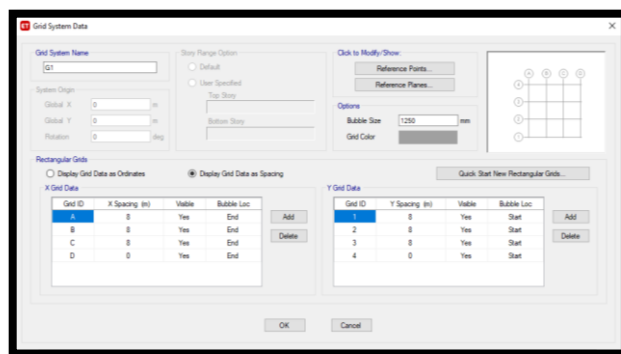 ET Grid System Data
Grid System Name
G1
System Origin
Global X 0 m
Global Y 0 m
Rotation 0 deg
Story Range Option
Default
User Specified
Top Story
Bottom Story
Click to Modify/Show:
Reference Points...
Reference Planes...
Options
Bubble Size 1250 mm
Grid Color
A B C D
4
3
2
1
Rectangular Grids
Display Grid Data as Ordinates
Display Grid Data as Spacing
Quick Start New Rectangular Grids...
X Grid Data
Grid ID X Spacing (m) Visible Bubble Loc
A 8 Yes End
B 8 Yes End
C 8 Yes End
D 0 Yes End
Add
Delete
Y Grid Data
Grid ID Y Spacing (m) Visible Bubble Loc
1 8 Yes Start
2 8 Yes Start
3 8 Yes Start
4 0 Yes Start
Add
Delete
OK
Cancel